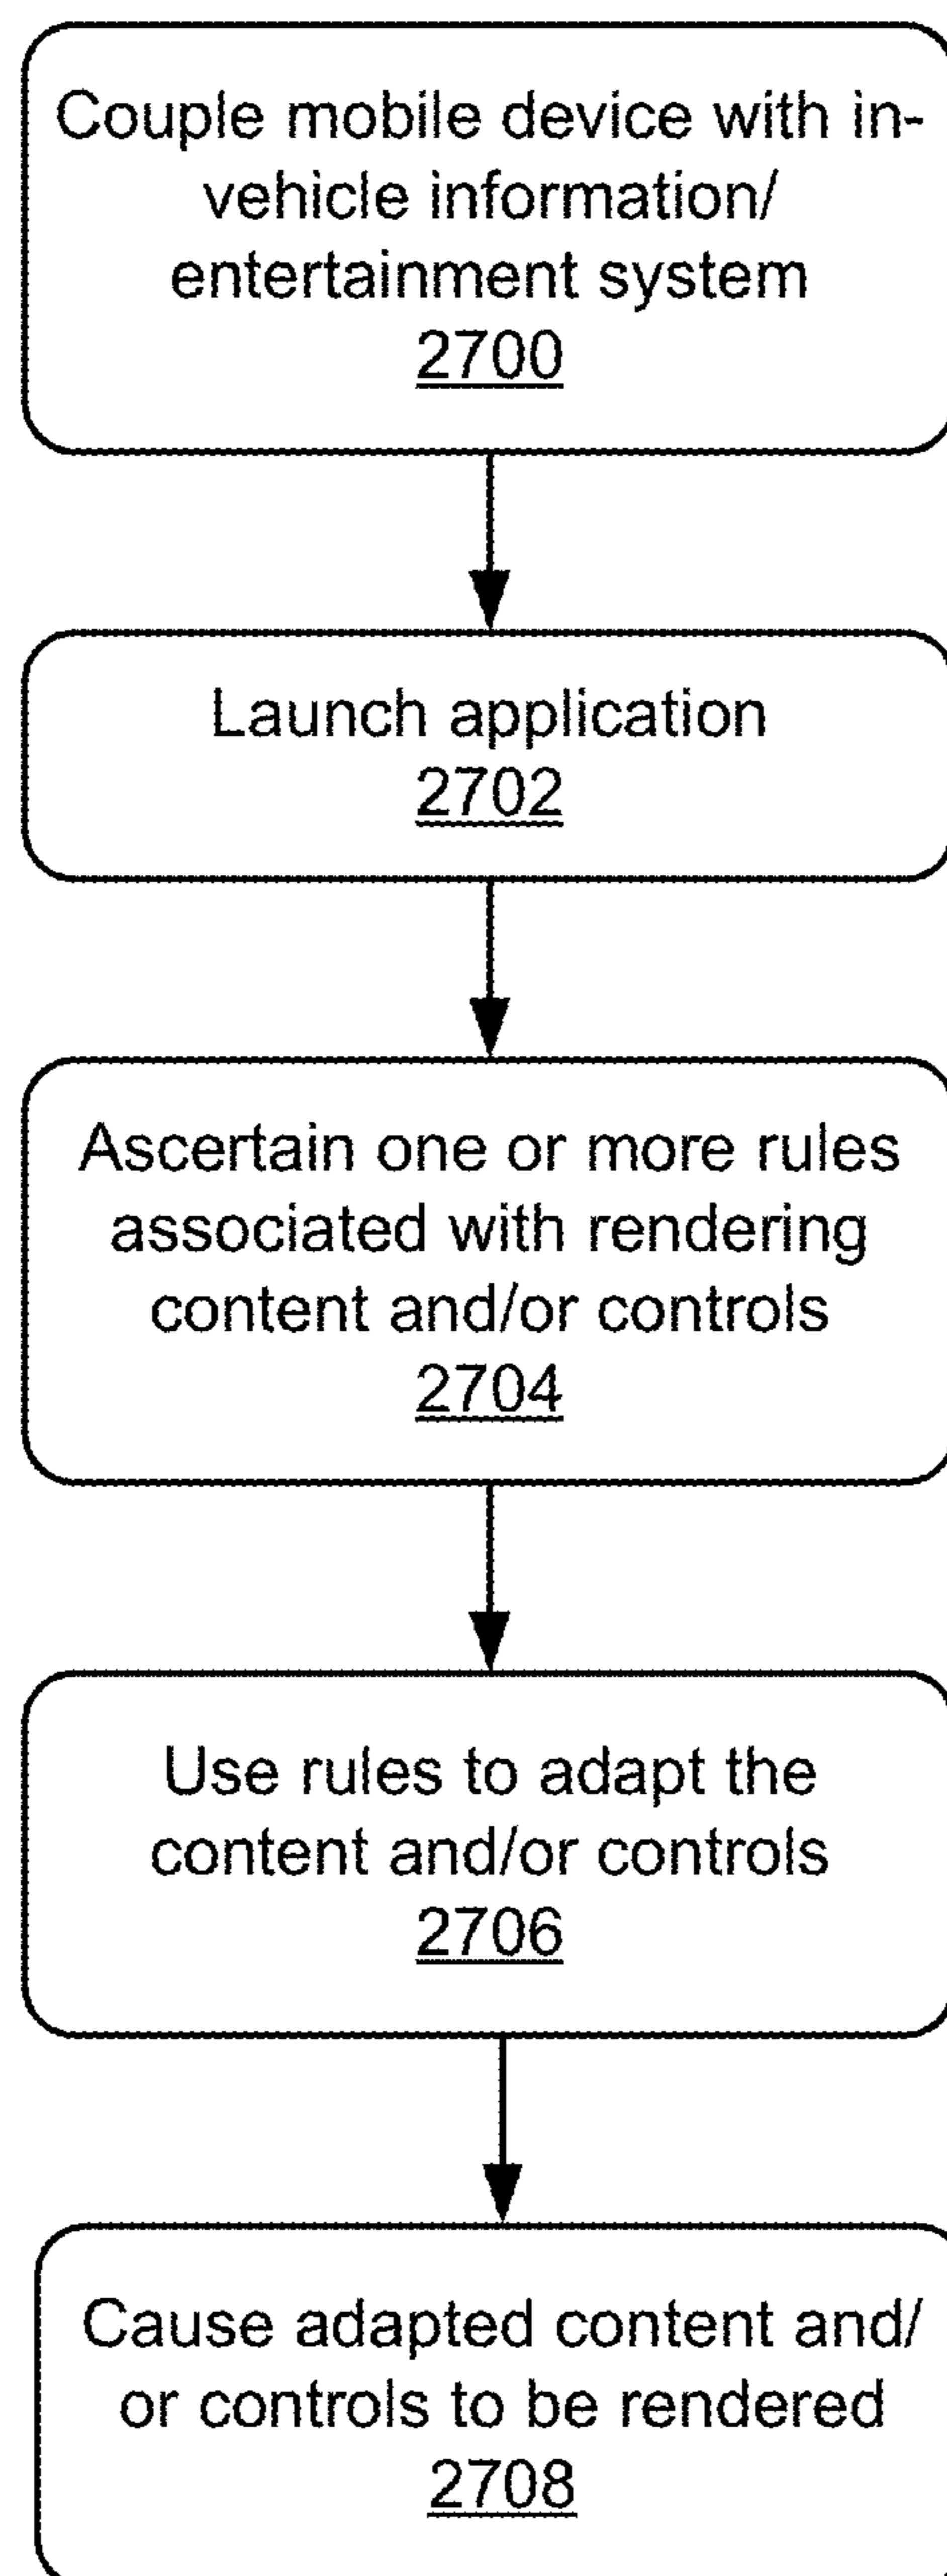 Couple mobile device with in-
vehicle information/
entertainment system
2700
Launch application
2702
Ascertain one or more rules
associated with rendering
content and/or controls
2704
Use rules to adapt the
content and/or controls
2706
Cause adapted content and/
or controls to be rendered
2708